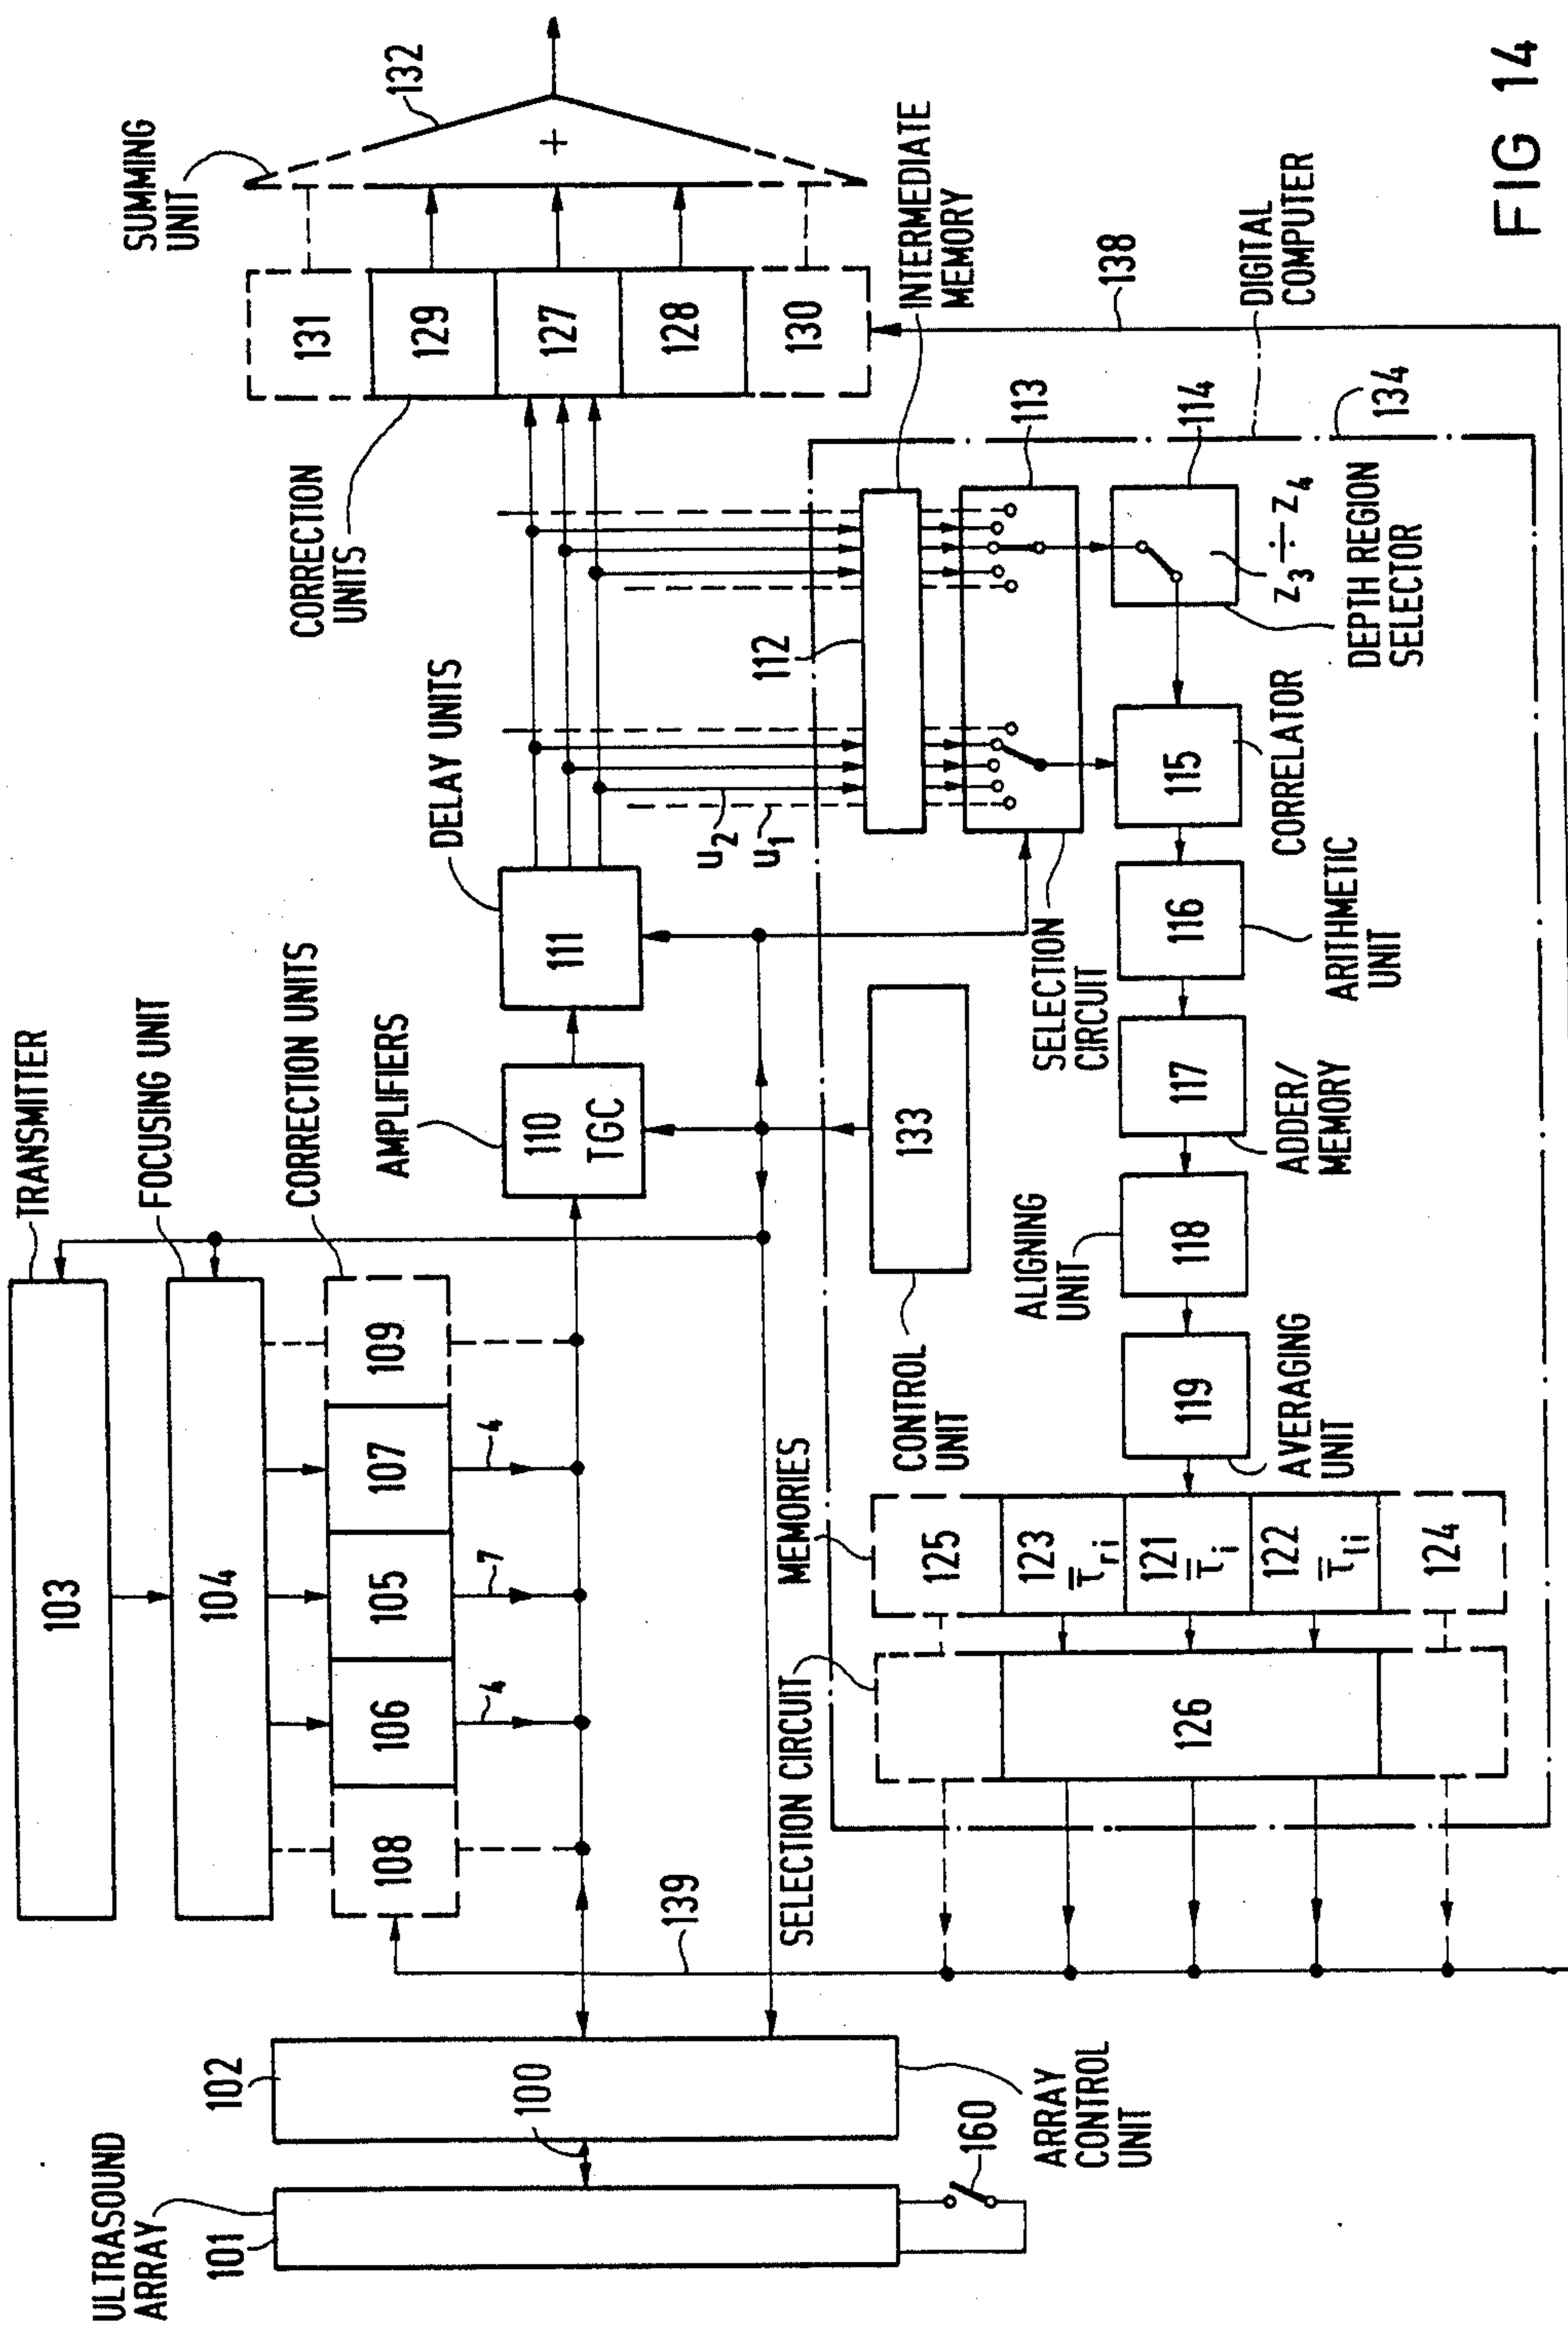 ULTRASOUND
ARRAY
101
102
100
160
ARRAY
CONTROL
UNIT
TRANSMITTER
103
FOCUSING UNIT
104
CORRECTION UNITS
108
106
105
107
109
4
7
4
139
AMPLIFIERS
110
TGC
DELAY UNITS
111
CORRECTION
UNITS
131
129
127
128
130
SUMMING
UNIT
132
+
138
INTERMEDIATE
MEMORY
112
u2
u1
113
114
DIGITAL
COMPUTER
134
z3 ÷ z4
DEPTH REGION
SELECTOR
SELECTION
CIRCUIT
133
CONTROL
UNIT
115
CORRELATOR
116
ARITHMETIC
UNIT
117
ADDER/
MEMORY
118
ALIGNING
UNIT
119
AVERAGING
UNIT
MEMORIES
125
123
τ̅ri
121
τ̅i
122
τ̅li
124
SELECTION CIRCUIT
126
FIG 14